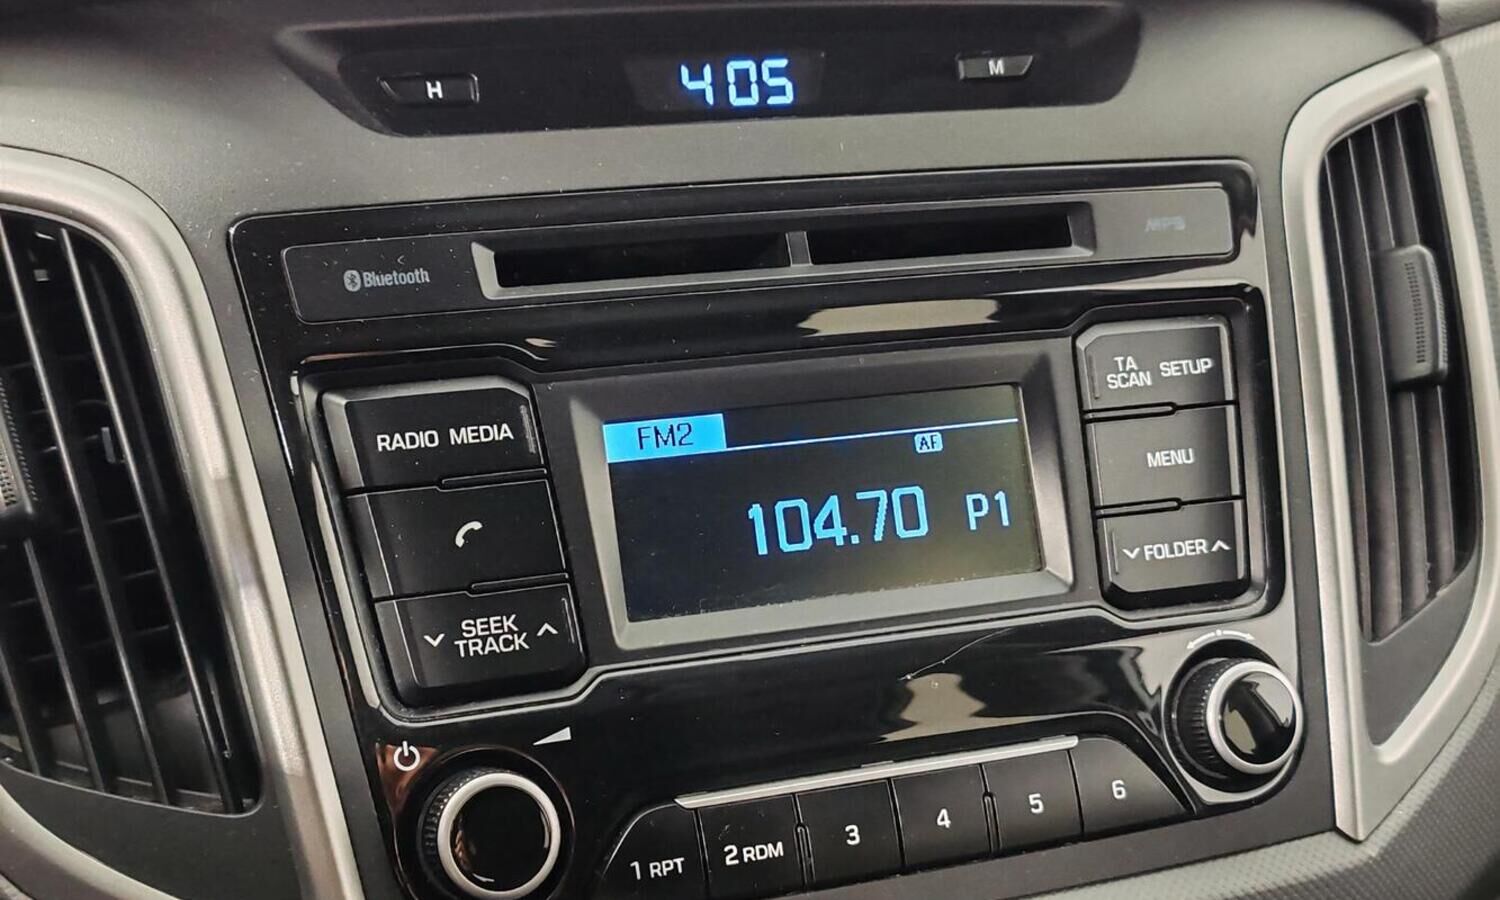 H 4 05 M
Bluetooth MP3
RADIO MEDIA
SEEK
TRACK
FM2
AF
104.70 P1
TA
SCAN SETUP
MENU
FOLDER
1 RPT 2 RDM 3 4 5 6